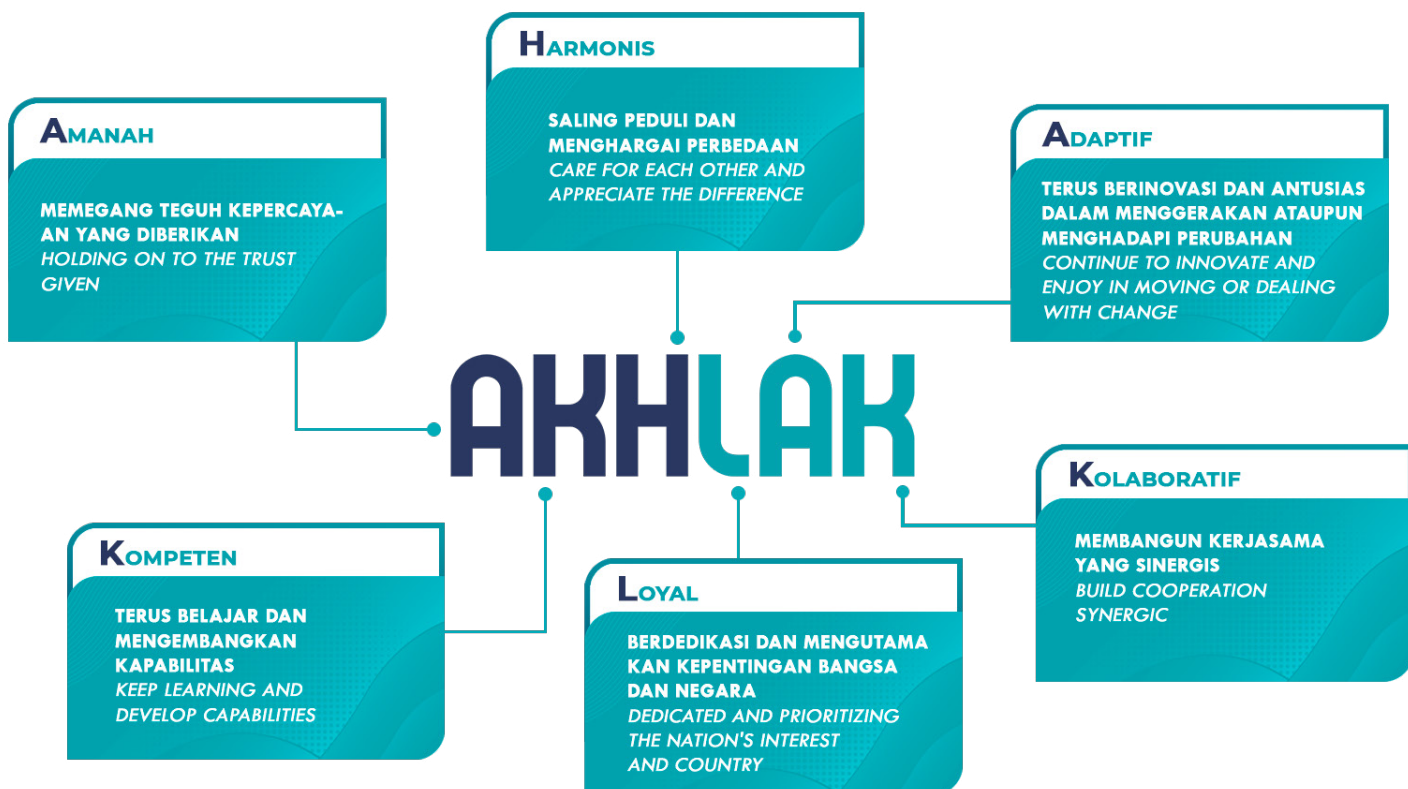 AMANAH
MEMEGANG TEGUH KEPERCAYA-
AN YANG DIBERIKAN
HOLDING ON TO THE TRUST
GIVEN
HARMONIS
SALING PEDULI DAN
MENGHARGAI PERBEDAAN
CARE FOR EACH OTHER AND
APPRECIATE THE DIFFERENCE
ADAPTIF
TERUS BERINOVASI DAN ANTUSIAS
DALAM MENGGERAKAN ATAUPUN
MENGHADAPI PERUBAHAN
CONTINUE TO INNOVATE AND
ENJOY IN MOVING OR DEALING
WITH CHANGE
AKHLAK
KOMPETEN
TERUS BELAJAR DAN
MENGEMBANGKAN
KAPABILITAS
KEEP LEARNING AND
DEVELOP CAPABILITIES
LOYAL
BERDEDIKASI DAN MENGUTAMA
KAN KEPENTINGAN BANGSA
DAN NEGARA
DEDICATED AND PRIORITIZING
THE NATION'S INTEREST
AND COUNTRY
KOLABORATIF
MEMBANGUN KERJASAMA
YANG SINERGIS
BUILD COOPERATION
SYNERGIC